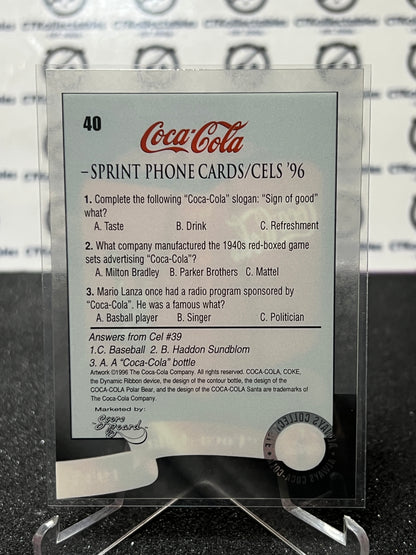 40
Coca-Cola
– SPRINT PHONE CARDS/CELS '96
1. Complete the following "Coca-Cola" slogan: "Sign of good"
what?
A. Taste B. Drink C. Refreshment
2. What company manufactured the 1940s red-boxed game
sets advertising "Coca-Cola"?
A. Milton Bradley B. Parker Brothers C. Mattel
3. Mario Lanza once had a radio program sponsored by
"Coca-Cola". He was a famous what?
A. Basball player B. Singer C. Politician
Answers from Cel #39
1.C. Baseball 2. B. Haddon Sundblom
3. A. A "Coca-Cola" bottle
Artwork ©1996 The Coca-Cola Company. All rights reserved. COCA-COLA, COKE,
the Dynamic Ribbon device, the design of the contour bottle, the design of the
COCA-COLA Polar Bear, and the design of the COCA-COLA Santa are trademarks of
The Coca-Cola Company.
Marketed by:
Score
Board